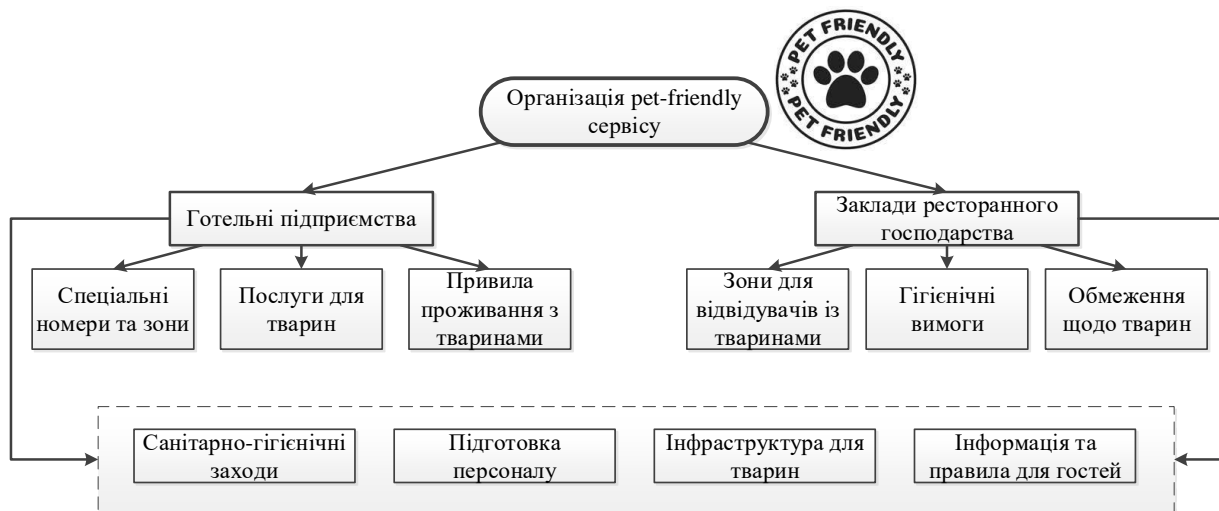 PET FRIENDLY
PET FRIENDLY
Організація pet-friendly
сервісу
Готельні підприємства
Заклади ресторанного
господарства
Спеціальні
номери та зони
Послуги для
тварин
Привила
проживання з
тваринами
Зони для
відвідувачів із
тваринами
Гігієнічні
вимоги
Обмеження
щодо тварин
Санітарно-гігієнічні
заходи
Підготовка
персоналу
Інфраструктура для
тварин
Інформація та
правила для гостей